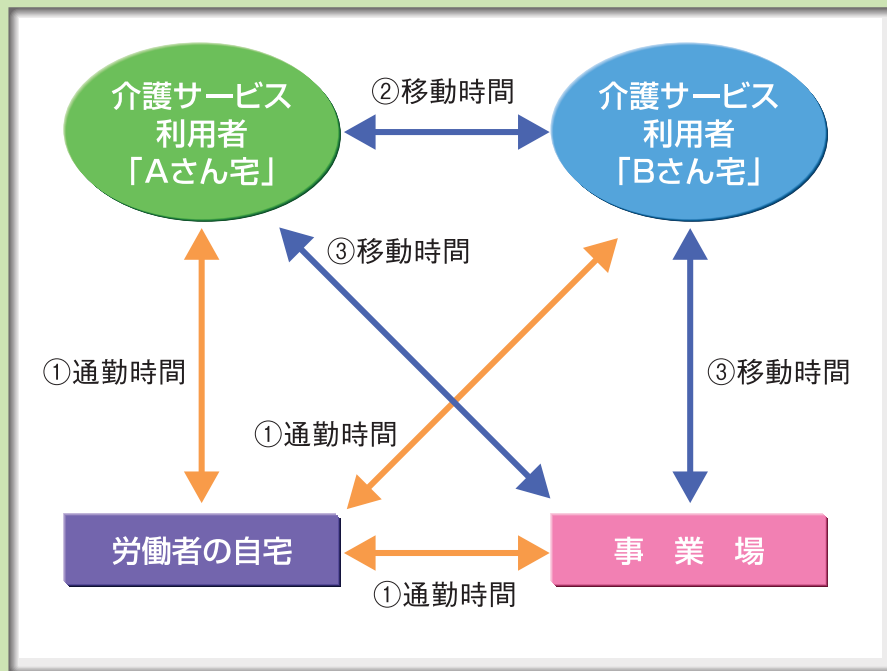 介護サービス
利用者
「Aさん宅」
②移動時間
介護サービス
利用者
「Bさん宅」
③移動時間
①通勤時間
③移動時間
①通勤時間
労働者の自宅
事　業　場
①通勤時間